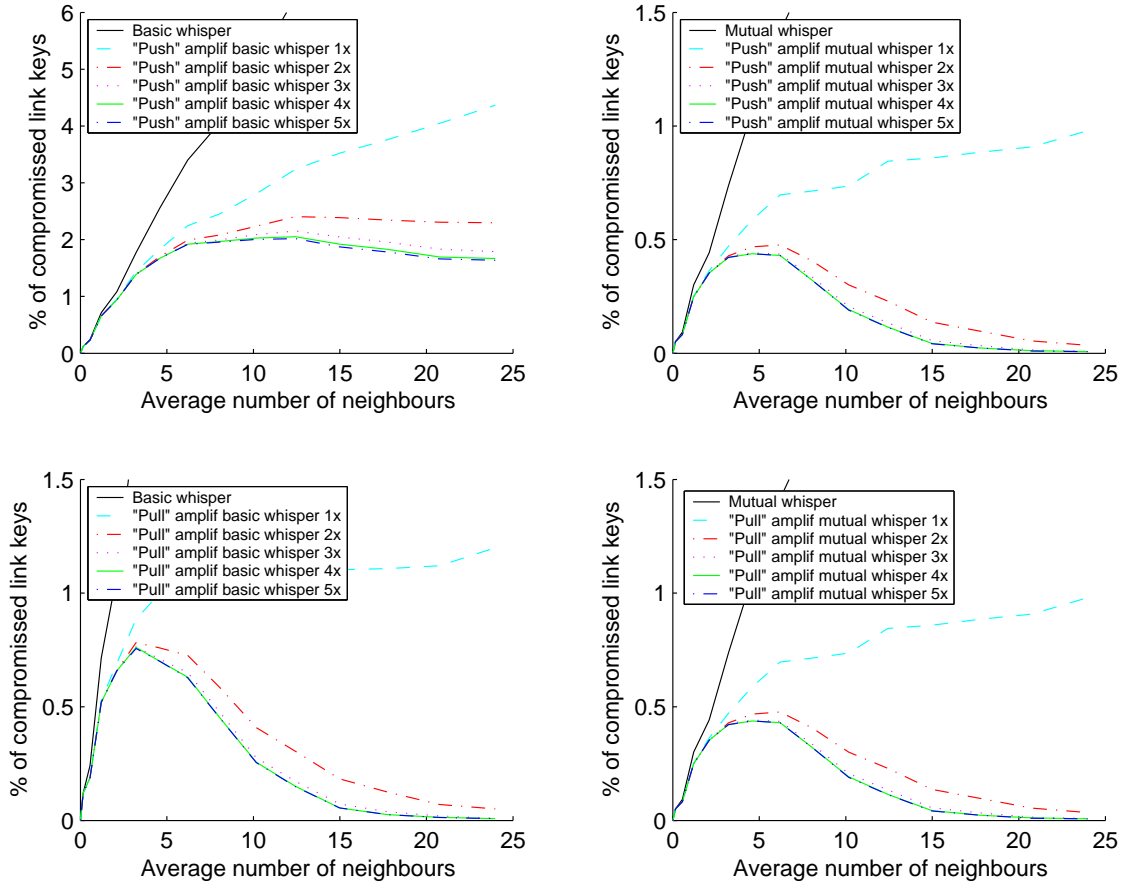 % of compromissed link keys
6
5
4
3
2
1
0
Basic whisper
"Push" amplif basic whisper 1x
"Push" amplif basic whisper 2x
"Push" amplif basic whisper 3x
"Push" amplif basic whisper 4x
"Push" amplif basic whisper 5x
0 5 10 15 20 25
Average number of neighbours
% of compromissed link keys
1.5
1
0.5
0
Mutual whisper
"Push" amplif mutual whisper 1x
"Push" amplif mutual whisper 2x
"Push" amplif mutual whisper 3x
"Push" amplif mutual whisper 4x
"Push" amplif mutual whisper 5x
0 5 10 15 20 25
Average number of neighbours
% of compromissed link keys
1.5
1
0.5
0
Basic whisper
"Pull" amplif basic whisper 1x
"Pull" amplif basic whisper 2x
"Pull" amplif basic whisper 3x
"Pull" amplif basic whisper 4x
"Pull" amplif basic whisper 5x
0 5 10 15 20 25
Average number of neighbours
% of compromissed link keys
1.5
1
0.5
0
Mutual whisper
"Pull" amplif mutual whisper 1x
"Pull" amplif mutual whisper 2x
"Pull" amplif mutual whisper 3x
"Pull" amplif mutual whisper 4x
"Pull" amplif mutual whisper 5x
0 5 10 15 20 25
Average number of neighbours